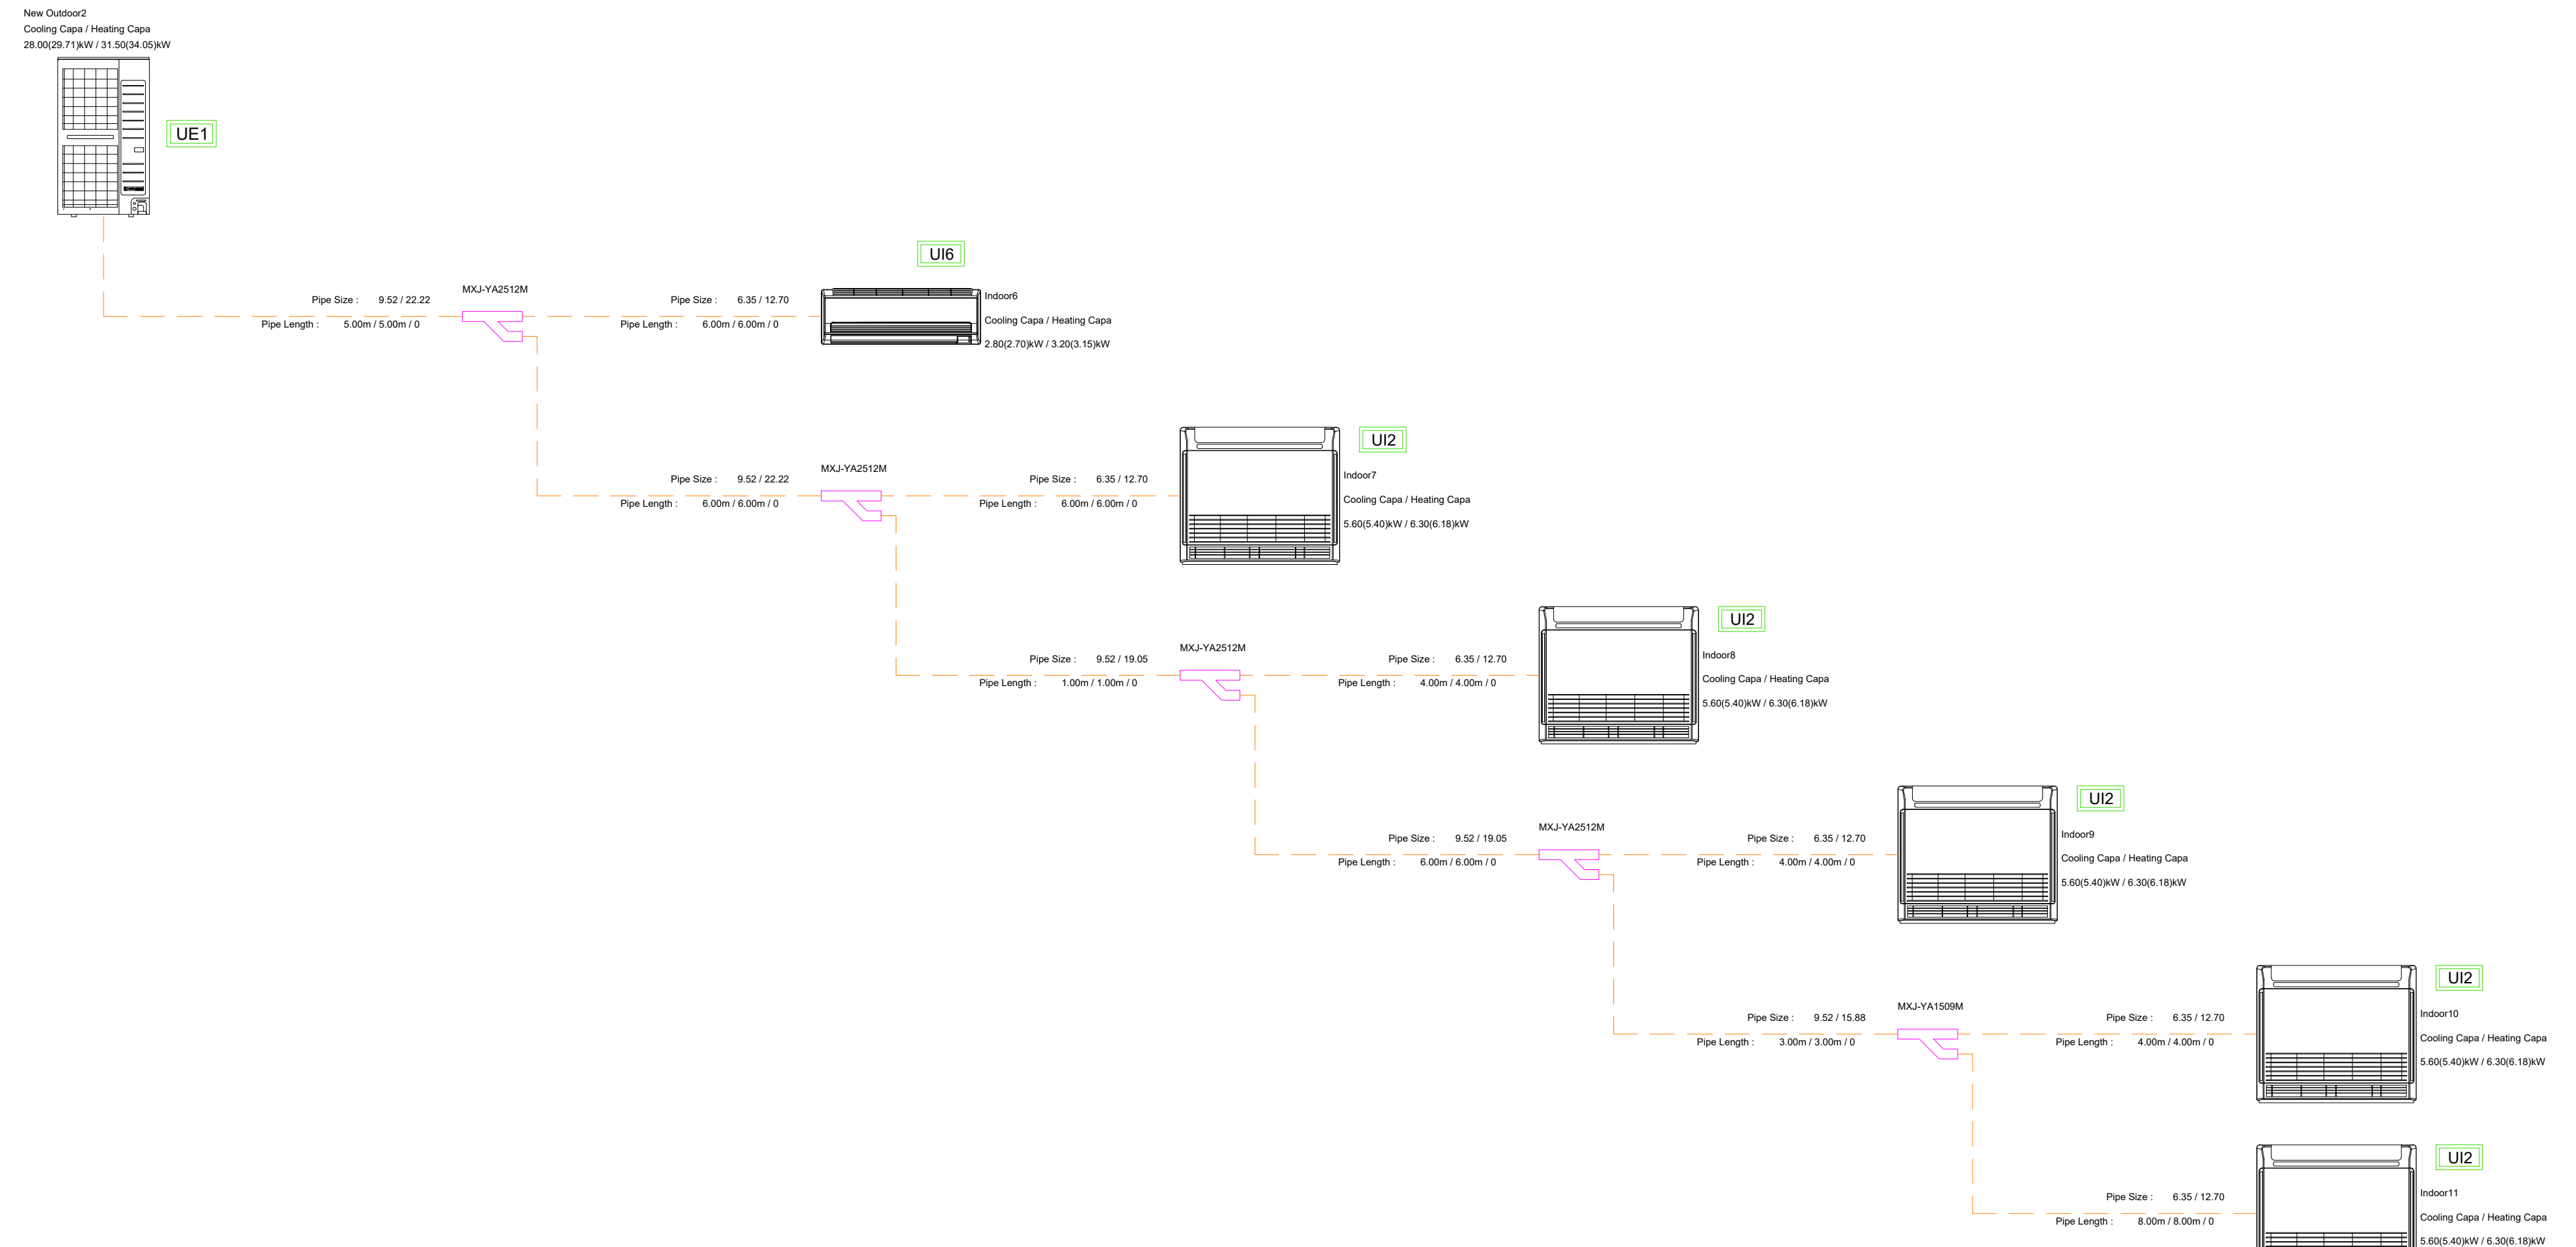 New Outdoor2
Cooling Capa / Heating Capa
28.00(29.71)kW / 31.50(34.05)kW
UE1
UI6
MXJ-YA2512M
Pipe Size : 9.52 / 22.22
Pipe Length : 5.00m / 5.00m / 0
Pipe Size : 6.35 / 12.70
Pipe Length : 6.00m / 6.00m / 0
Indoor6
Cooling Capa / Heating Capa
2.80(2.70)kW / 3.20(3.15)kW
UI2
MXJ-YA2512M
Pipe Size : 9.52 / 22.22
Pipe Length : 6.00m / 6.00m / 0
Pipe Size : 6.35 / 12.70
Pipe Length : 6.00m / 6.00m / 0
Indoor7
Cooling Capa / Heating Capa
5.60(5.40)kW / 6.30(6.18)kW
UI2
MXJ-YA2512M
Pipe Size : 9.52 / 19.05
Pipe Length : 1.00m / 1.00m / 0
Pipe Size : 6.35 / 12.70
Pipe Length : 4.00m / 4.00m / 0
Indoor8
Cooling Capa / Heating Capa
5.60(5.40)kW / 6.30(6.18)kW
UI2
MXJ-YA2512M
Pipe Size : 9.52 / 19.05
Pipe Length : 6.00m / 6.00m / 0
Pipe Size : 6.35 / 12.70
Pipe Length : 4.00m / 4.00m / 0
Indoor9
Cooling Capa / Heating Capa
5.60(5.40)kW / 6.30(6.18)kW
UI2
MXJ-YA1509M
Pipe Size : 9.52 / 15.88
Pipe Length : 3.00m / 3.00m / 0
Pipe Size : 6.35 / 12.70
Pipe Length : 4.00m / 4.00m / 0
Indoor10
Cooling Capa / Heating Capa
5.60(5.40)kW / 6.30(6.18)kW
UI2
Pipe Size : 6.35 / 12.70
Pipe Length : 8.00m / 8.00m / 0
Indoor11
Cooling Capa / Heating Capa
5.60(5.40)kW / 6.30(6.18)kW